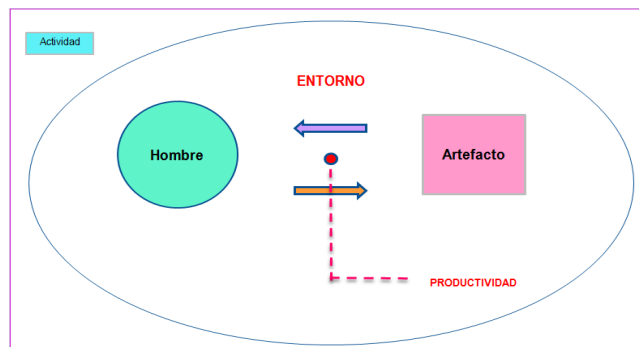 Actividad
ENTORNO
Hombre
Artefacto
PRODUCTIVIDAD